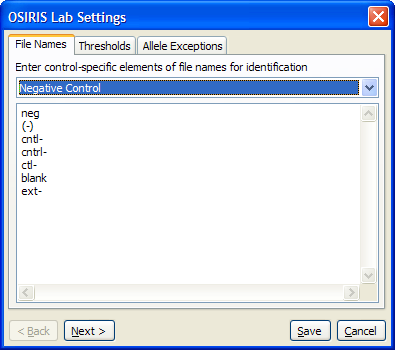 OSIRIS Lab Settings
File Names Thresholds Allele Exceptions
Enter control-specific elements of file names for identification
Negative Control
neg
(-)
cntl-
cntrl-
ctl-
blank
ext-
< Back Next > Save Cancel